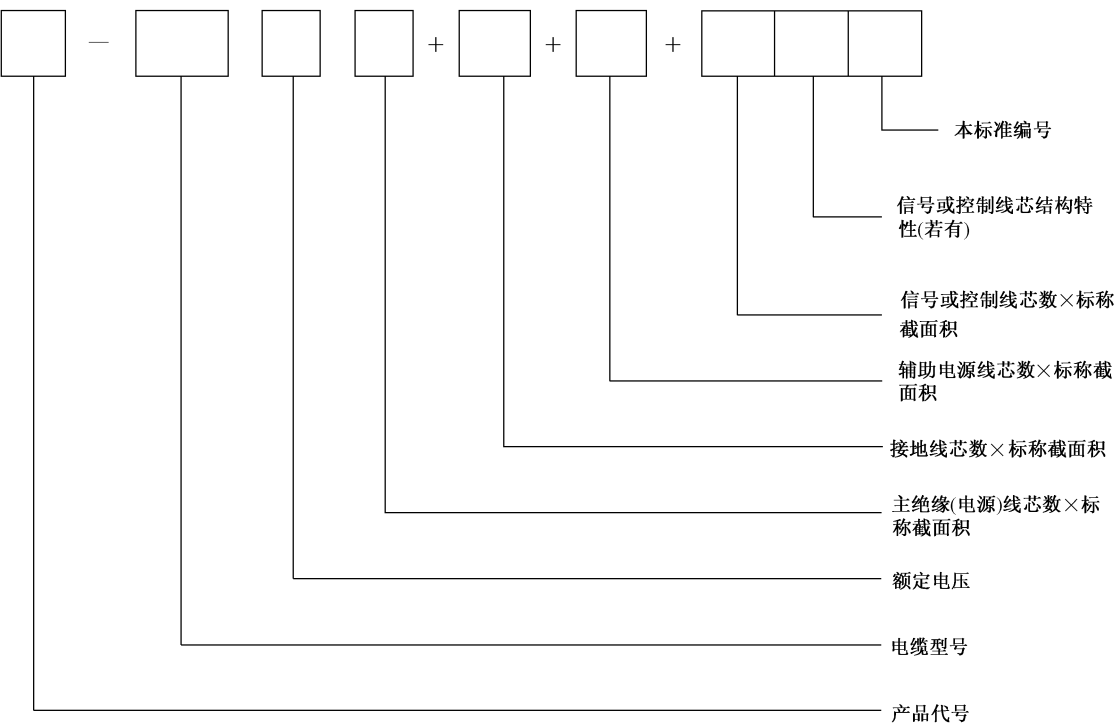 — + + +
本标准编号
信号或控制线芯结构特
性(若有)
信号或控制线芯数×标称
截面积
辅助电源线芯数×标称截
面积
接地线芯数×标称截面积
主绝缘(电源)线芯数×标
称截面积
额定电压
电缆型号
产品代号